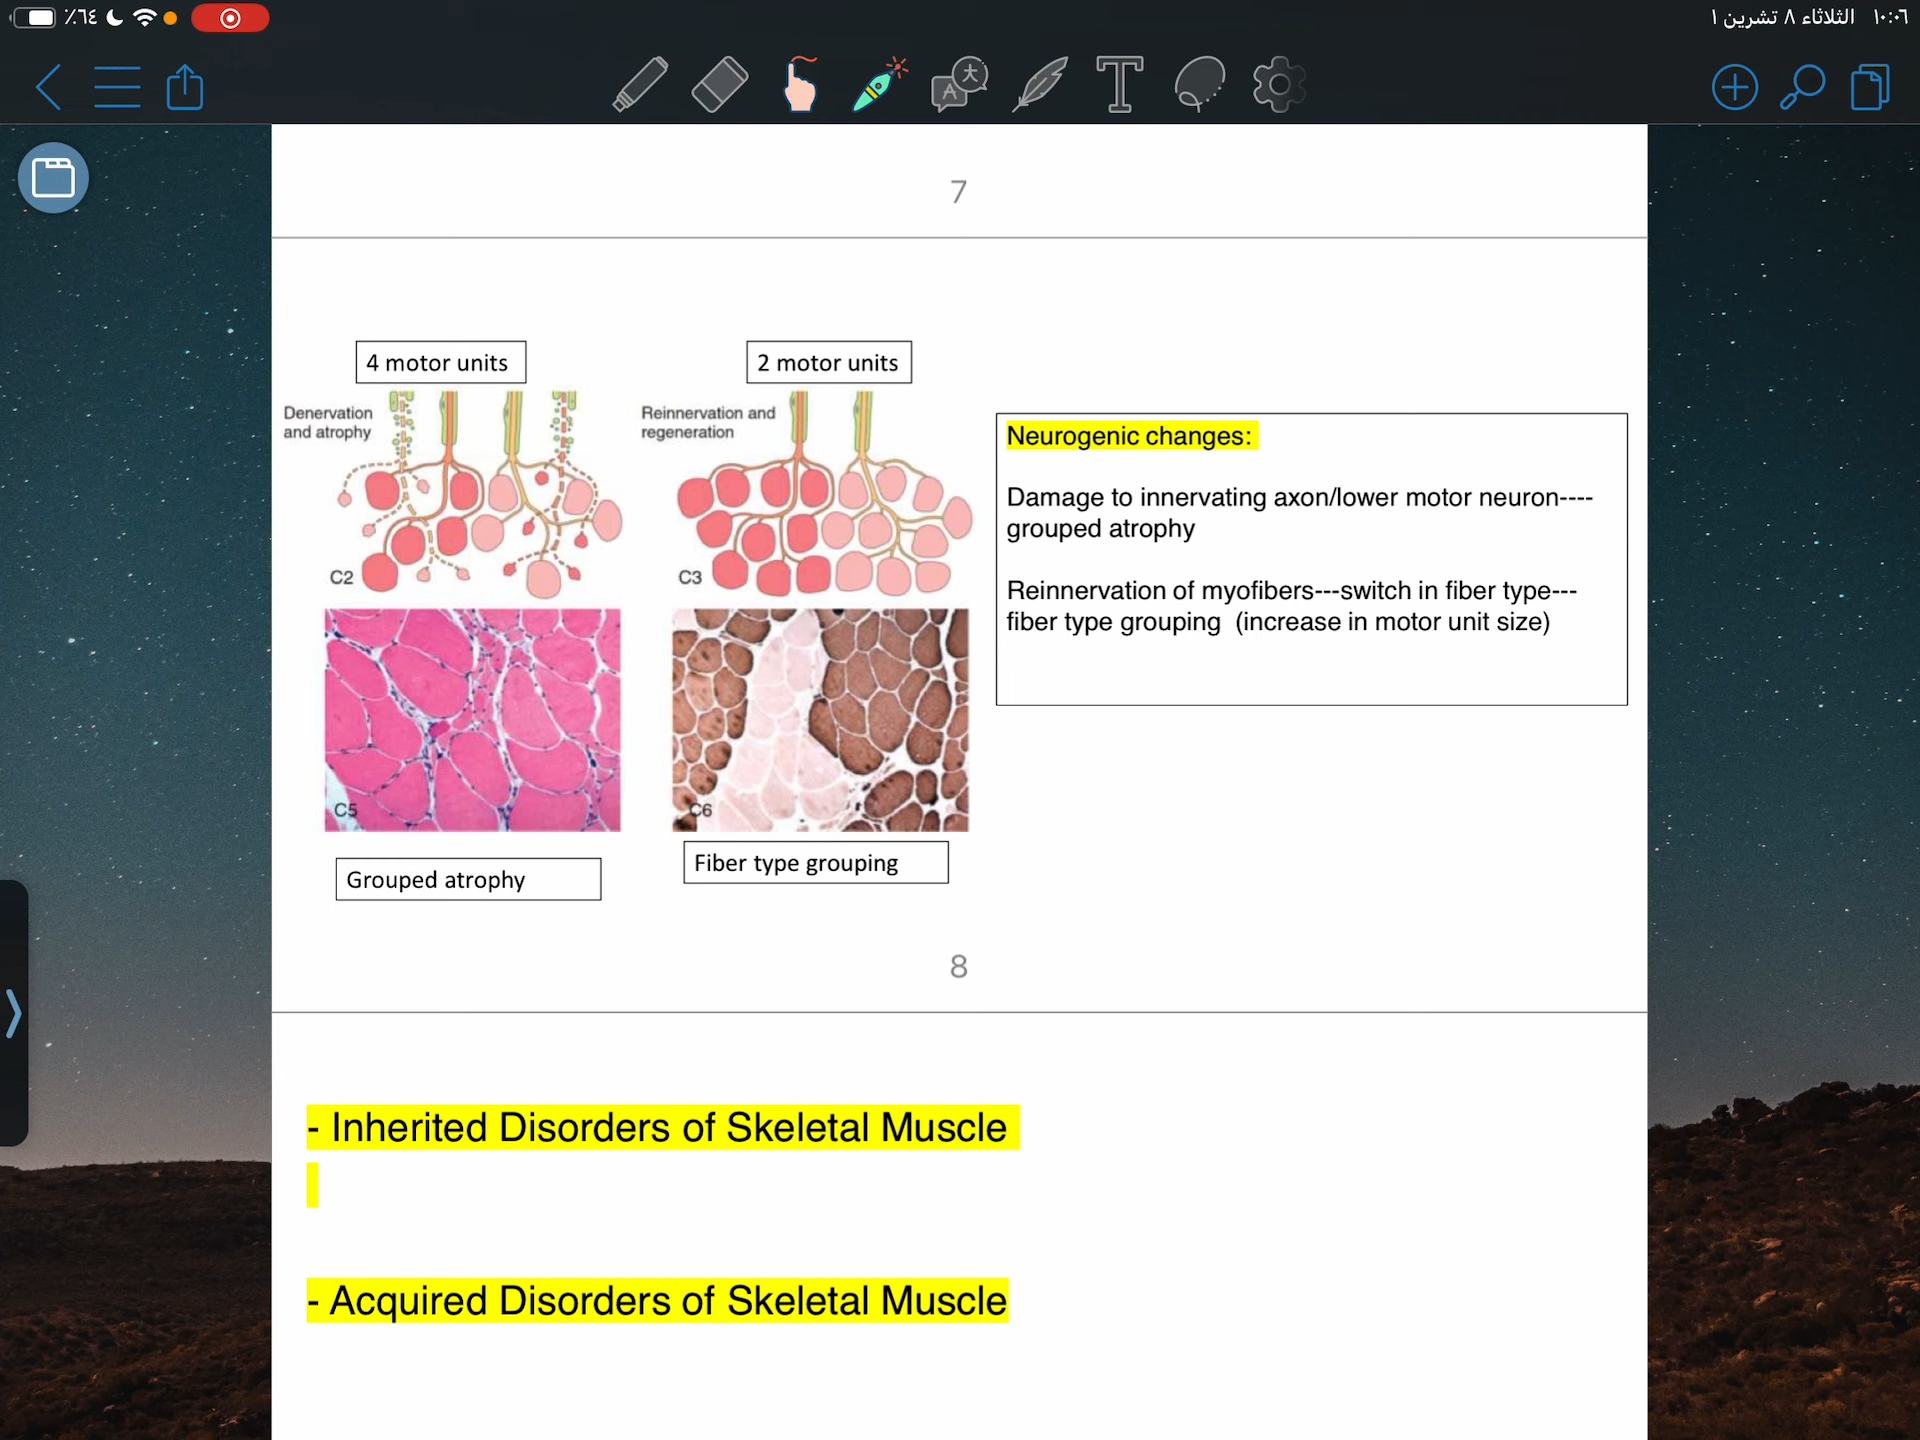 ٪٦٤
١٠:٠٦ الثلاثاء ٨ تشرين ١
7
4 motor units
2 motor units
Denervation
and atrophy
Reinnervation and
regeneration
C2
C3
C5
C6
Grouped atrophy
Fiber type grouping
Neurogenic changes:
Damage to innervating axon/lower motor neuron----
grouped atrophy
Reinnervation of myofibers---switch in fiber type---
fiber type grouping (increase in motor unit size)
8
- Inherited Disorders of Skeletal Muscle
- Acquired Disorders of Skeletal Muscle